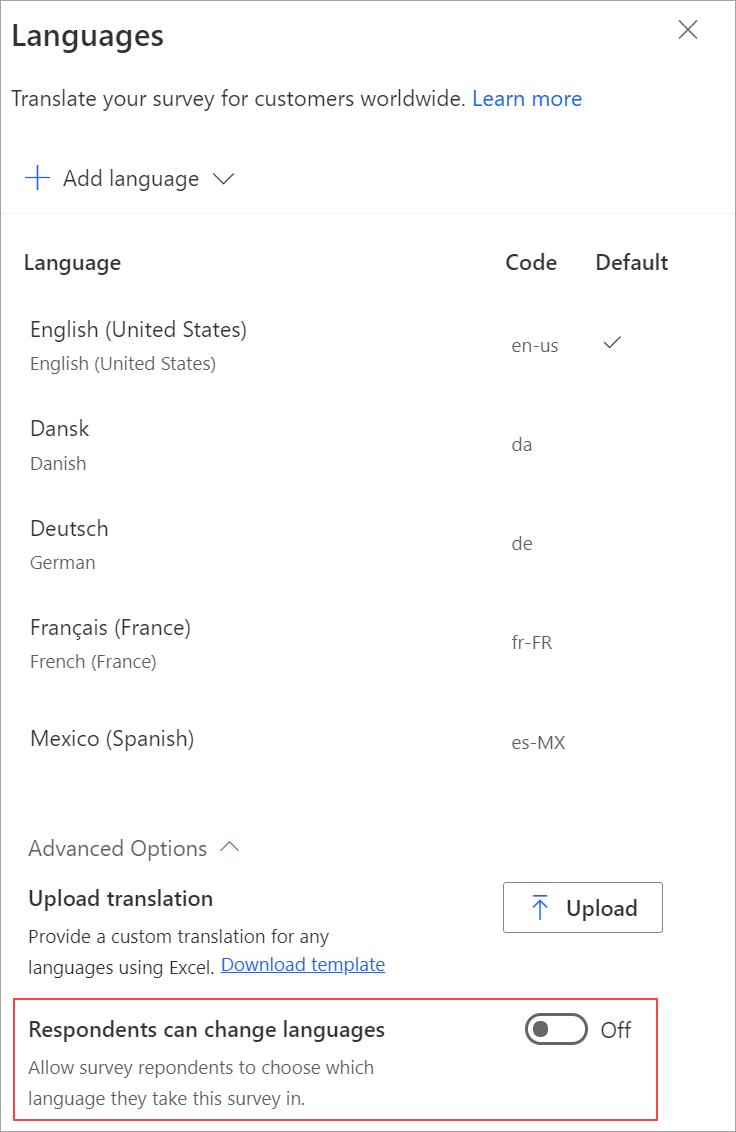 Languages
Translate your survey for customers worldwide. Learn more
Add language
Language Code Default
English (United States)
English (United States)
en-us
Dansk
Danish
da
Deutsch
German
de
Français (France)
French (France)
fr-FR
Mexico (Spanish)
es-MX
Advanced Options
Upload translation
Provide a custom translation for any
languages using Excel. Download template
Upload
Respondents can change languages
Off
Allow survey repondents to choose which
language they take this survey in.